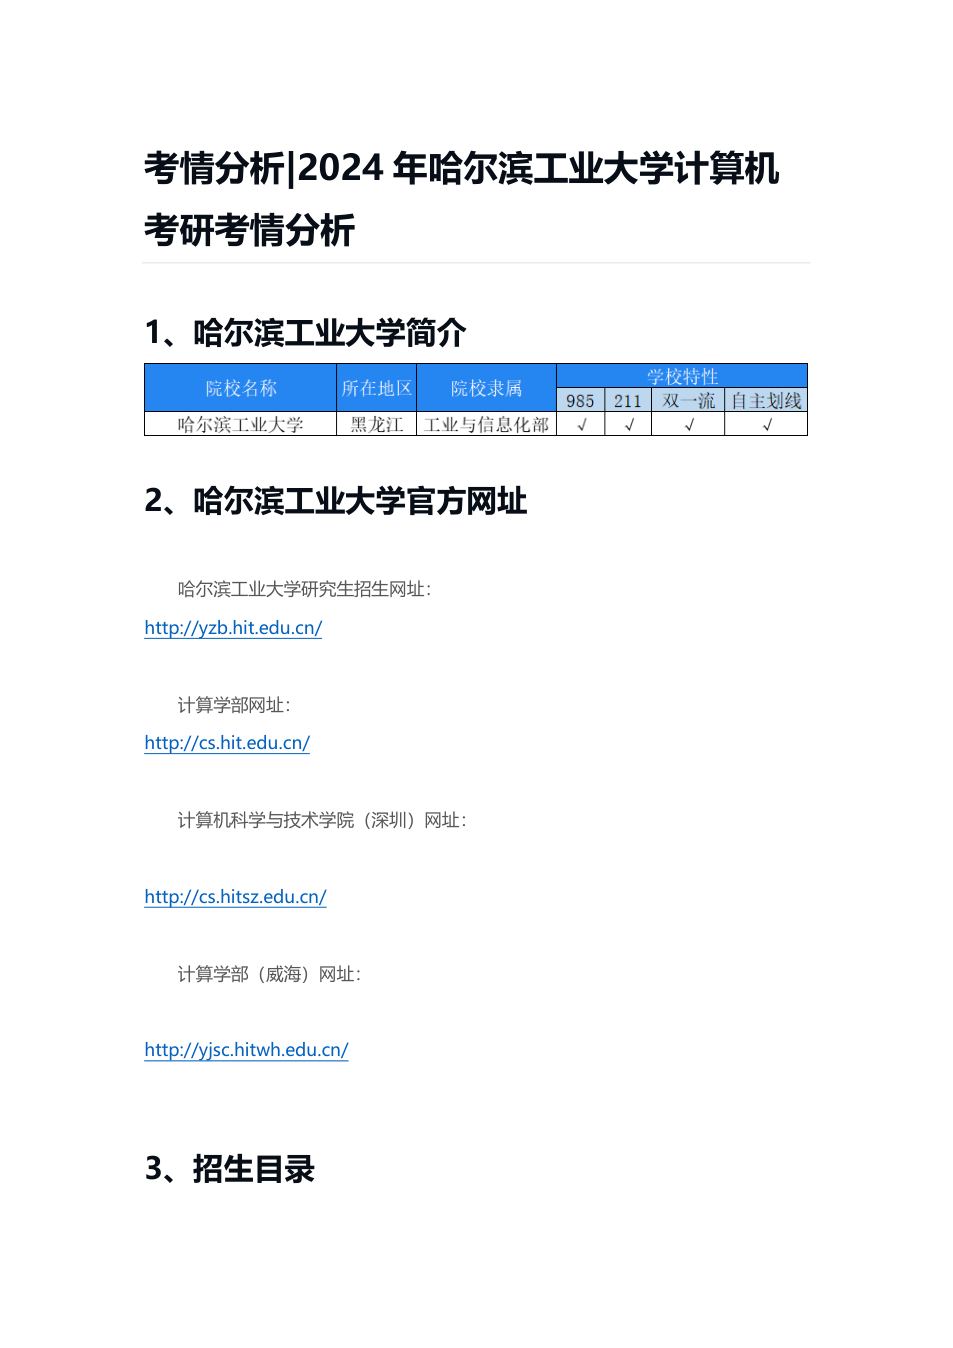 考情分析|2024 年哈尔滨工业大学计算机
考研考情分析
1、哈尔滨工业大学简介
院校名称 所在地区 院校隶属 学校特性
985 211 双一流 自主划线
哈尔滨工业大学 黑龙江 工业与信息化部 √ √ √ √
2、哈尔滨工业大学官方网址
哈尔滨工业大学研究生招生网址：
http://yzb.hit.edu.cn/
计算学部网址：
http://cs.hit.edu.cn/
计算机科学与技术学院（深圳）网址：
http://cs.hitsz.edu.cn/
计算学部（威海）网址：
http://yjsc.hitwh.edu.cn/
3、招生目录